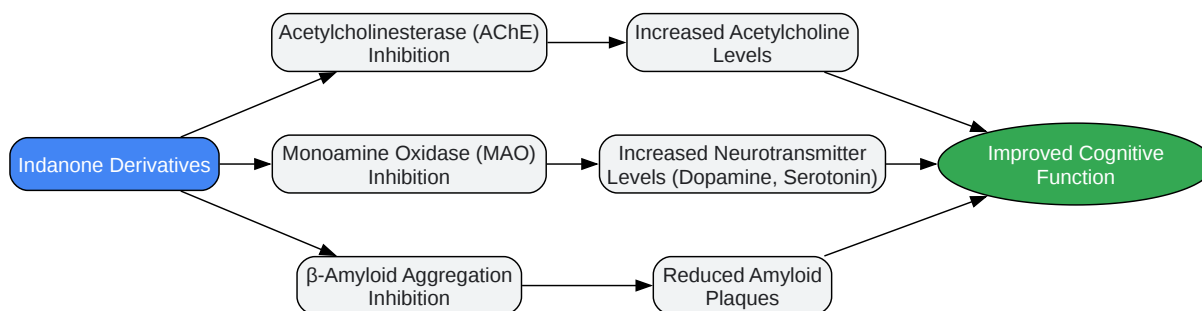 Acetylcholinesterase (AChE)
Inhibition
Increased Acetylcholine
Levels
Indanone Derivatives
Monoamine Oxidase (MAO)
Inhibition
Increased Neurotransmitter
Levels (Dopamine, Serotonin)
Improved Cognitive
Function
β-Amyloid Aggregation
Inhibition
Reduced Amyloid
Plaques